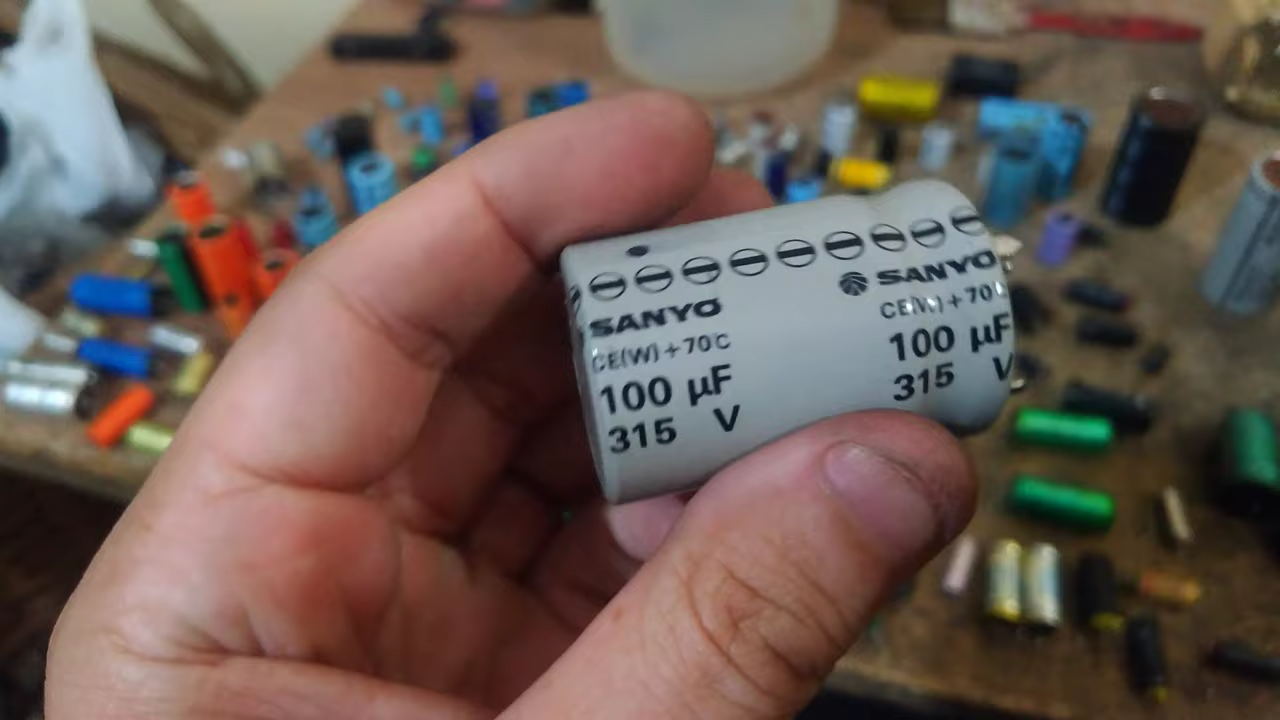 SANYO
CE(W)+70°C
100 µF
315 V
SANYO
CE(W)+70
100 µF
315 V